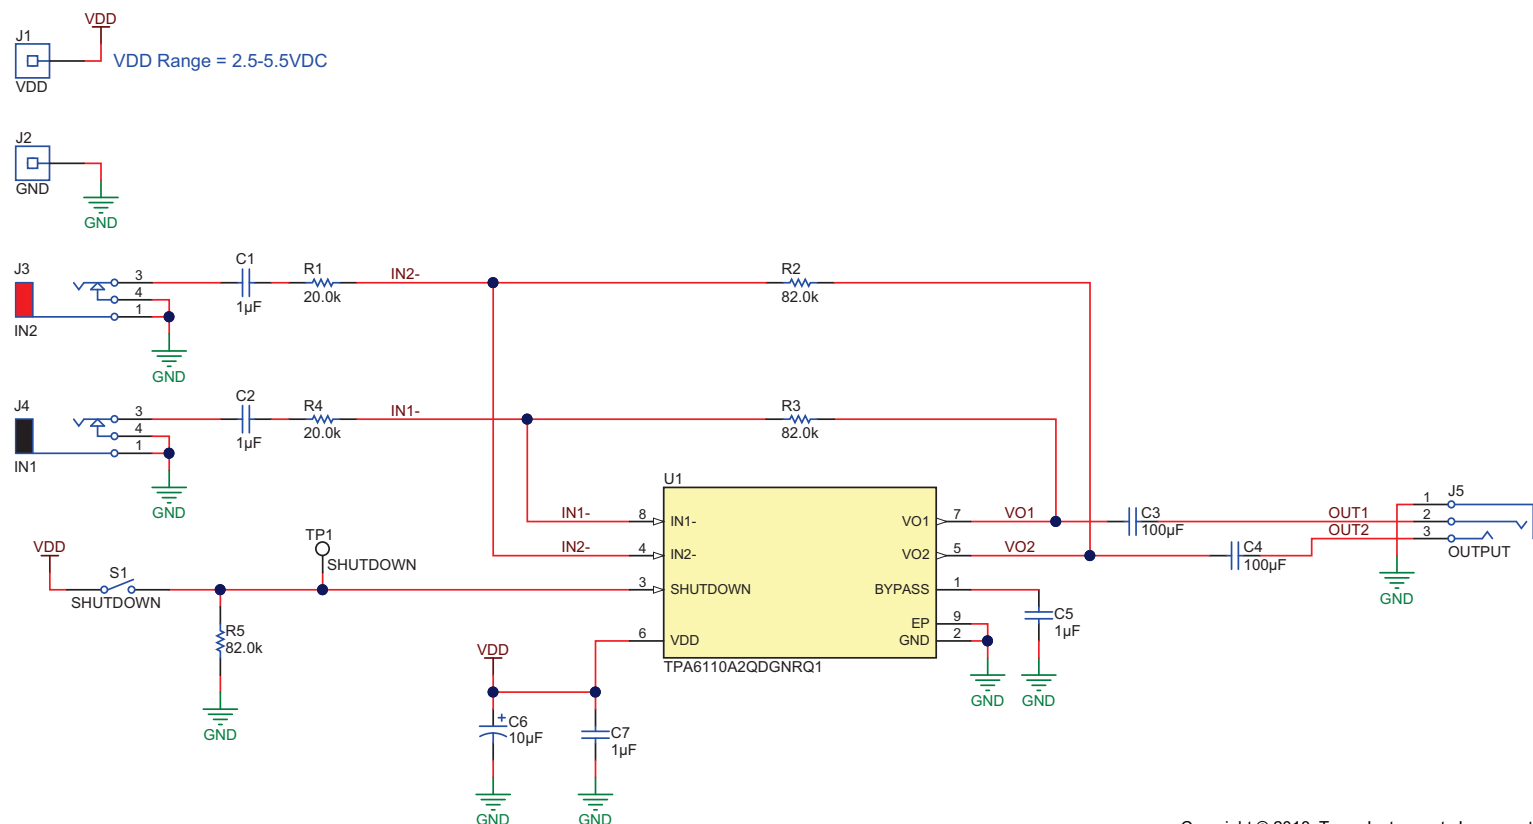 VDD
J1
VDD Range = 2.5-5.5VDC
VDD
J2
GND
GND
J3
3
4
1
IN2
GND
C1
1µF
R1
20.0k
IN2-
R2
82.0k
J4
3
4
1
IN1
GND
C2
1µF
R4
20.0k
IN1-
R3
82.0k
U1
IN1-
8
IN1-
VO1
7
VO1
C3
100µF
OUT1
OUT2
1
2
3
J5
OUTPUT
GND
IN2-
4
IN2-
VO2
5
VO2
C4
100µF
VDD
S1
SHUTDOWN
TP1
SHUTDOWN
3
SHUTDOWN
BYPASS
1
C5
1µF
R5
82.0k
GND
EP
9
6
VDD
GND
2
TPA6110A2QDGNRQ1
GND
GND
VDD
C6
10µF
C7
1µF
GND
GND